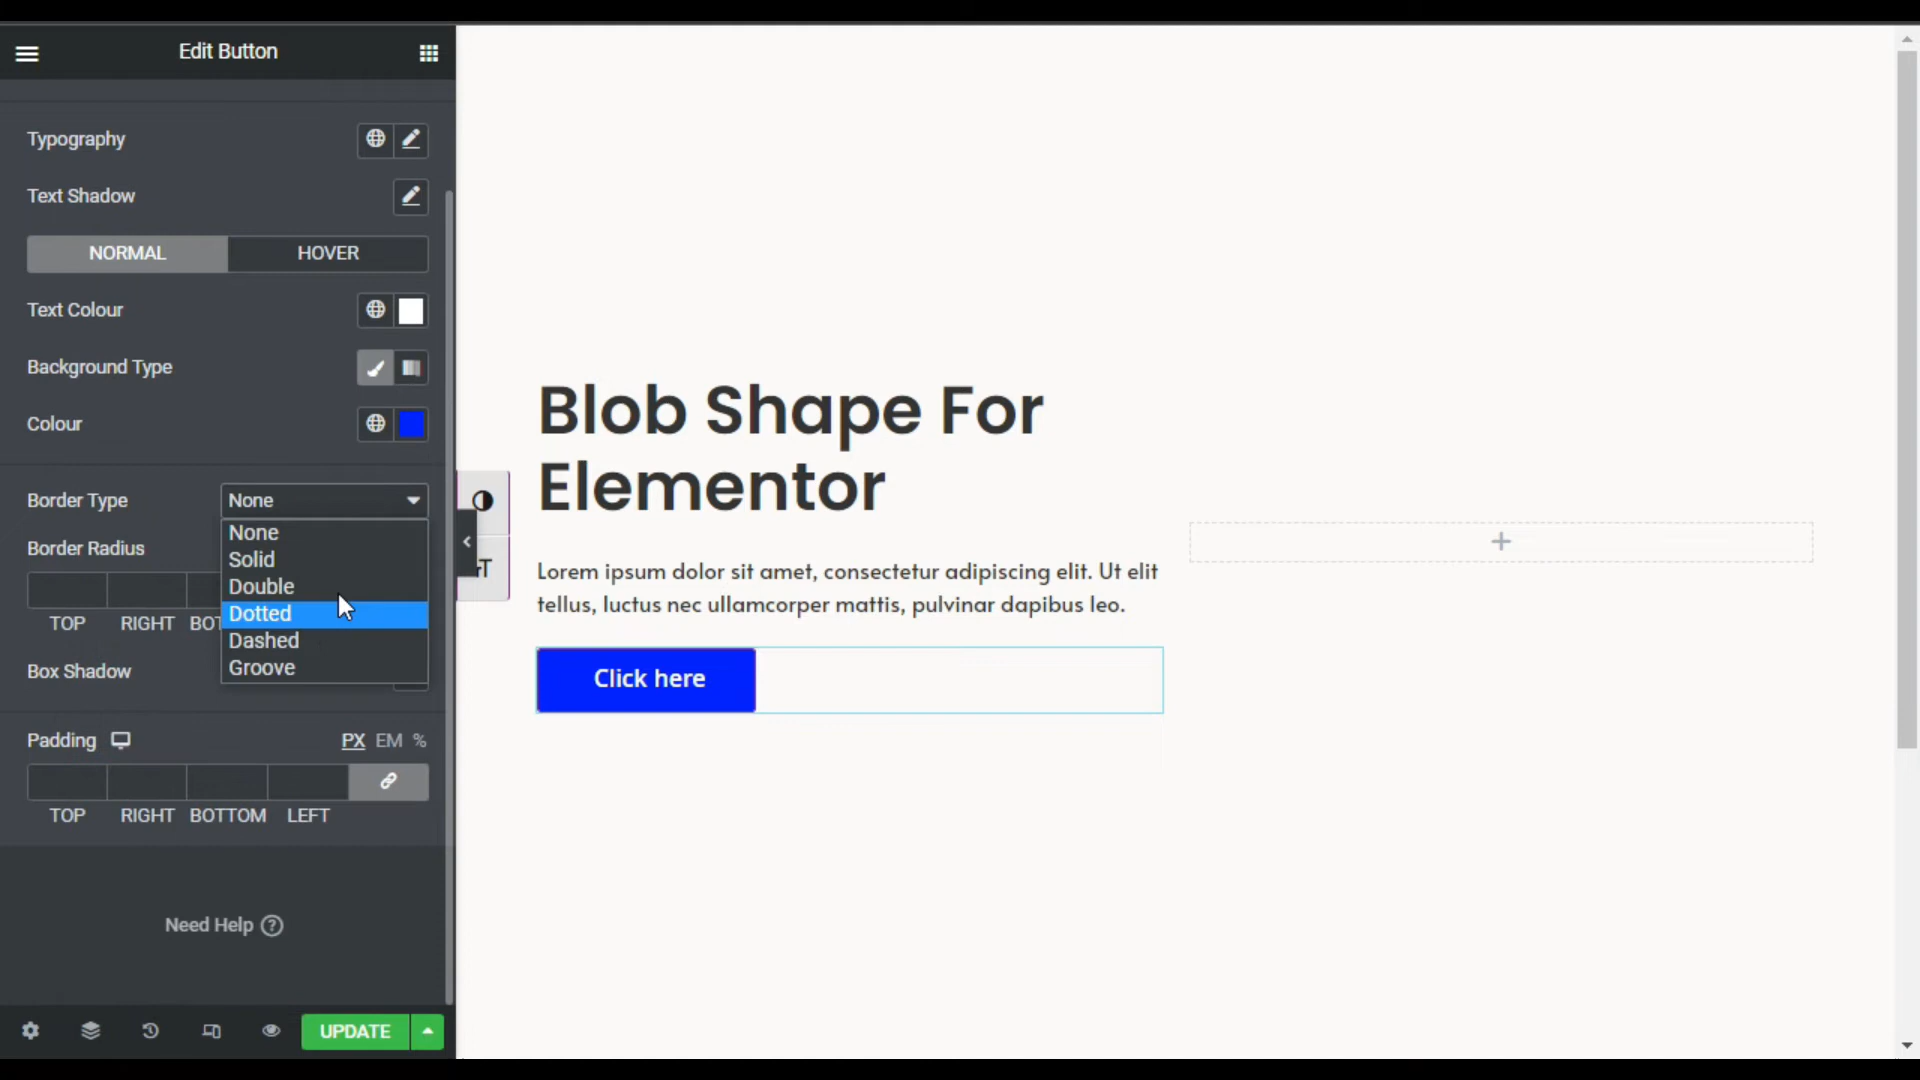 Edit Button
Typography
Text Shadow
NORMAL HOVER
Text Colour
Background Type
Colour
Border Type None
None
Solid
Border Radius
Double
Dotted
TOP RIGHT BOT
Dashed
Groove
Box Shadow
Padding PX EM %
TOP RIGHT BOTTOM LEFT
Need Help ?
UPDATE
T
Blob Shape For
Elementor
Lorem ipsum dolor sit amet, consectetur adipiscing elit. Ut elit
tellus, luctus nec ullamcorper mattis, pulvinar dapibus leo.
Click here